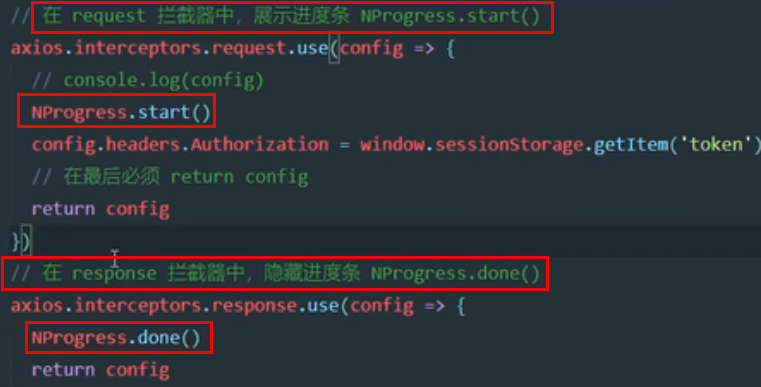 // 在 request 拦截器中，展示进度条 NProgress.start()
axios.interceptors.request.use(config => {
// console.log(config)
NProgress.start()
config.headers.Authorization = window.sessionStorage.getItem('token')
// 在最后必须 return config
return config
})
// 在 response 拦截器中，隐藏进度条 NProgress.done()
axios.interceptors.response.use(config => {
NProgress.done()
return config